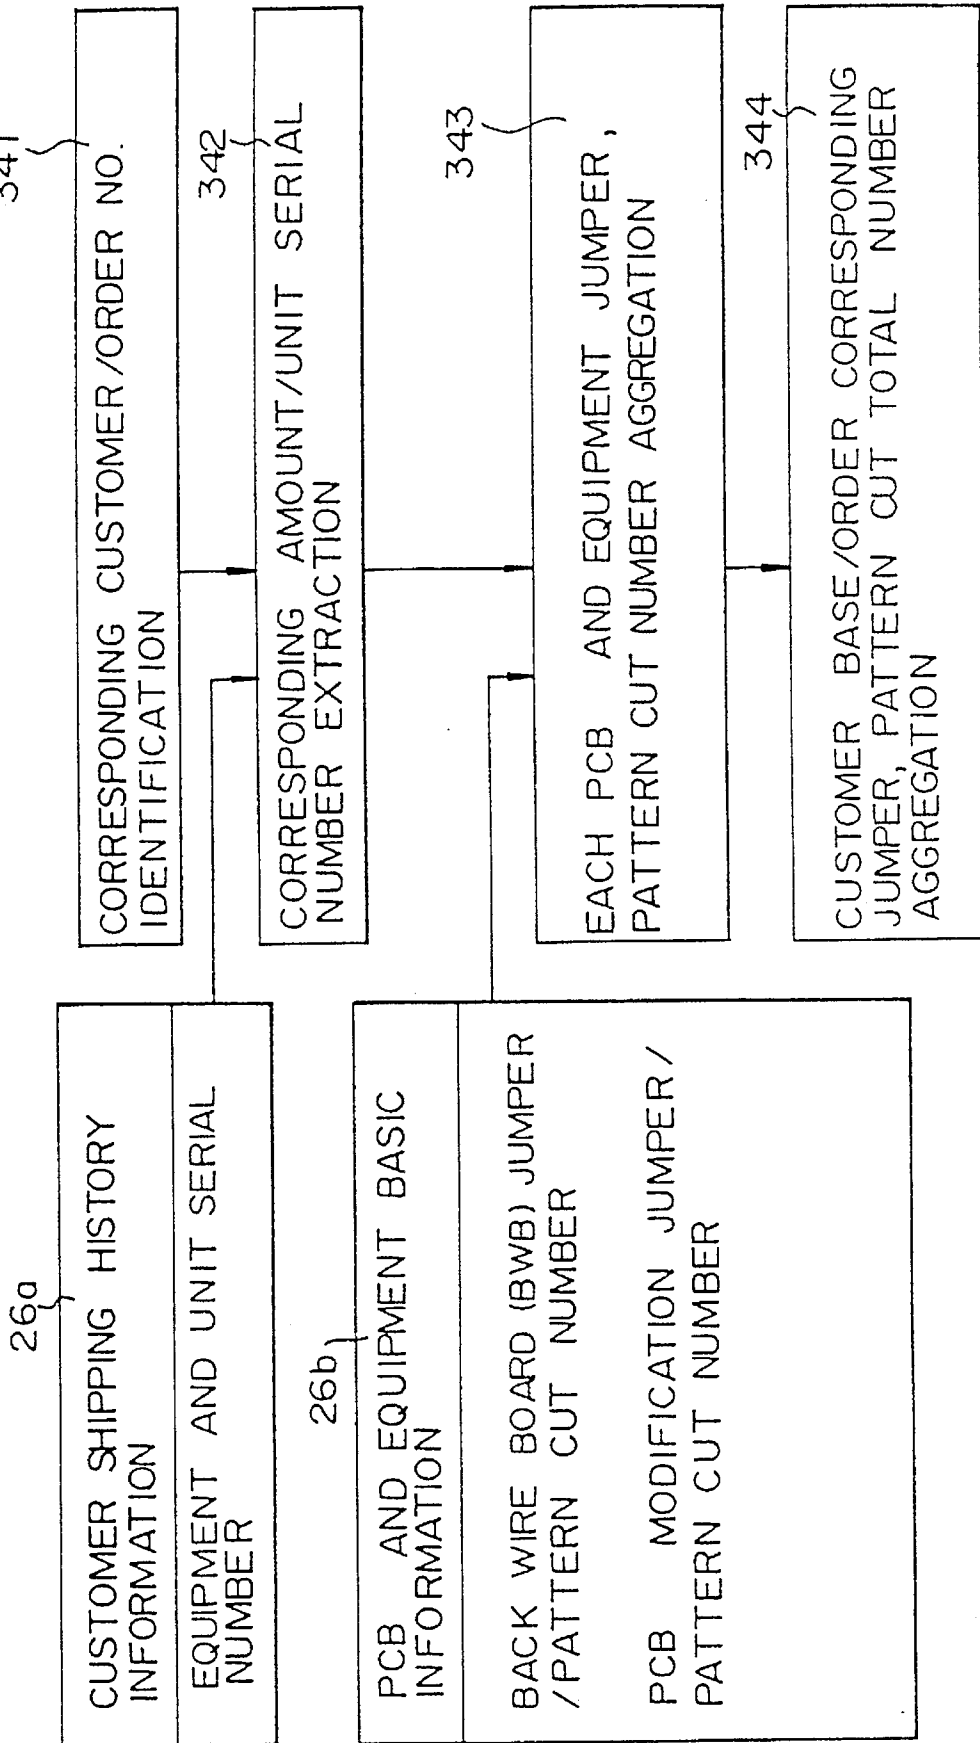 26a
CUSTOMER SHIPPING HISTORY
INFORMATION
EQUIPMENT AND UNIT SERIAL
NUMBER
26b
PCB AND EQUIPMENT BASIC
INFORMATION
BACK WIRE BOARD (BWB) JUMPER
/PATTERN CUT NUMBER
PCB MODIFICATION JUMPER/
PATTERN CUT NUMBER
341
CORRESPONDING CUSTOMER/ORDER NO.
IDENTIFICATION
342
CORRESPONDING AMOUNT/UNIT SERIAL
NUMBER EXTRACTION
343
EACH PCB AND EQUIPMENT JUMPER,
PATTERN CUT NUMBER AGGREGATION
344
CUSTOMER BASE/ORDER CORRESPONDING
JUMPER, PATTERN CUT TOTAL NUMBER
AGGREGATION